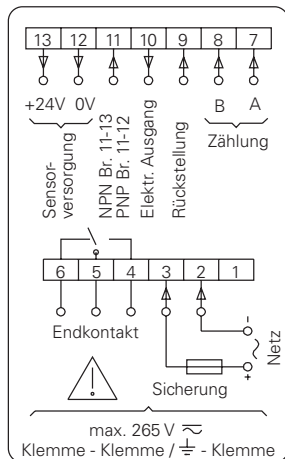 13 12 11 10 9 8 7
+24V 0V
Sensor-
versorgung
NPN Br. 11-13
PNP Br. 11-12
Elektr. Ausgang
Rückstellung
B A
Zählung
6 5 4 3 2 1
Endkontakt
-
~
+
Netz
!
Sicherung
max. 265 V ⎓
Klemme - Klemme / ⏚ - Klemme